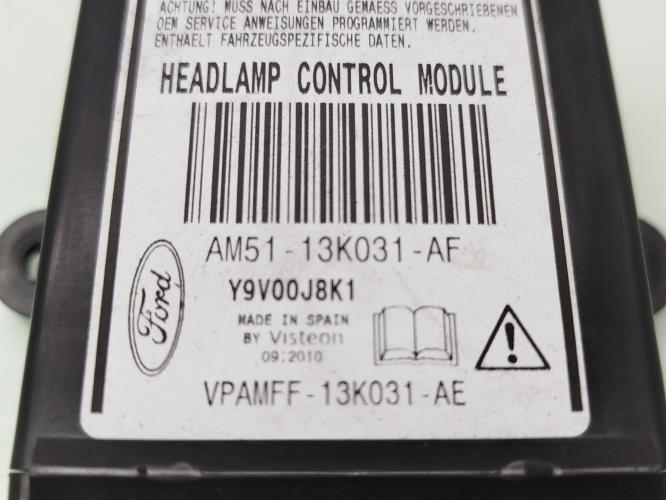 ACHTUNG! MUSS NACH EINBAU GEMAESS VORGESCHRIEBENEN
OEM SERVICE ANWEISUNGEN PROGRAMMIERT WERDEN.
ENTHAELT FAHRZEUGSPEZIFISCHE DATEN.
HEADLAMP CONTROL MODULE
AM51-13K031-AF
Y9V00J8K1
Ford
MADE IN SPAIN
BY Visteon
09.2010
VPAMFF-13K031-AE